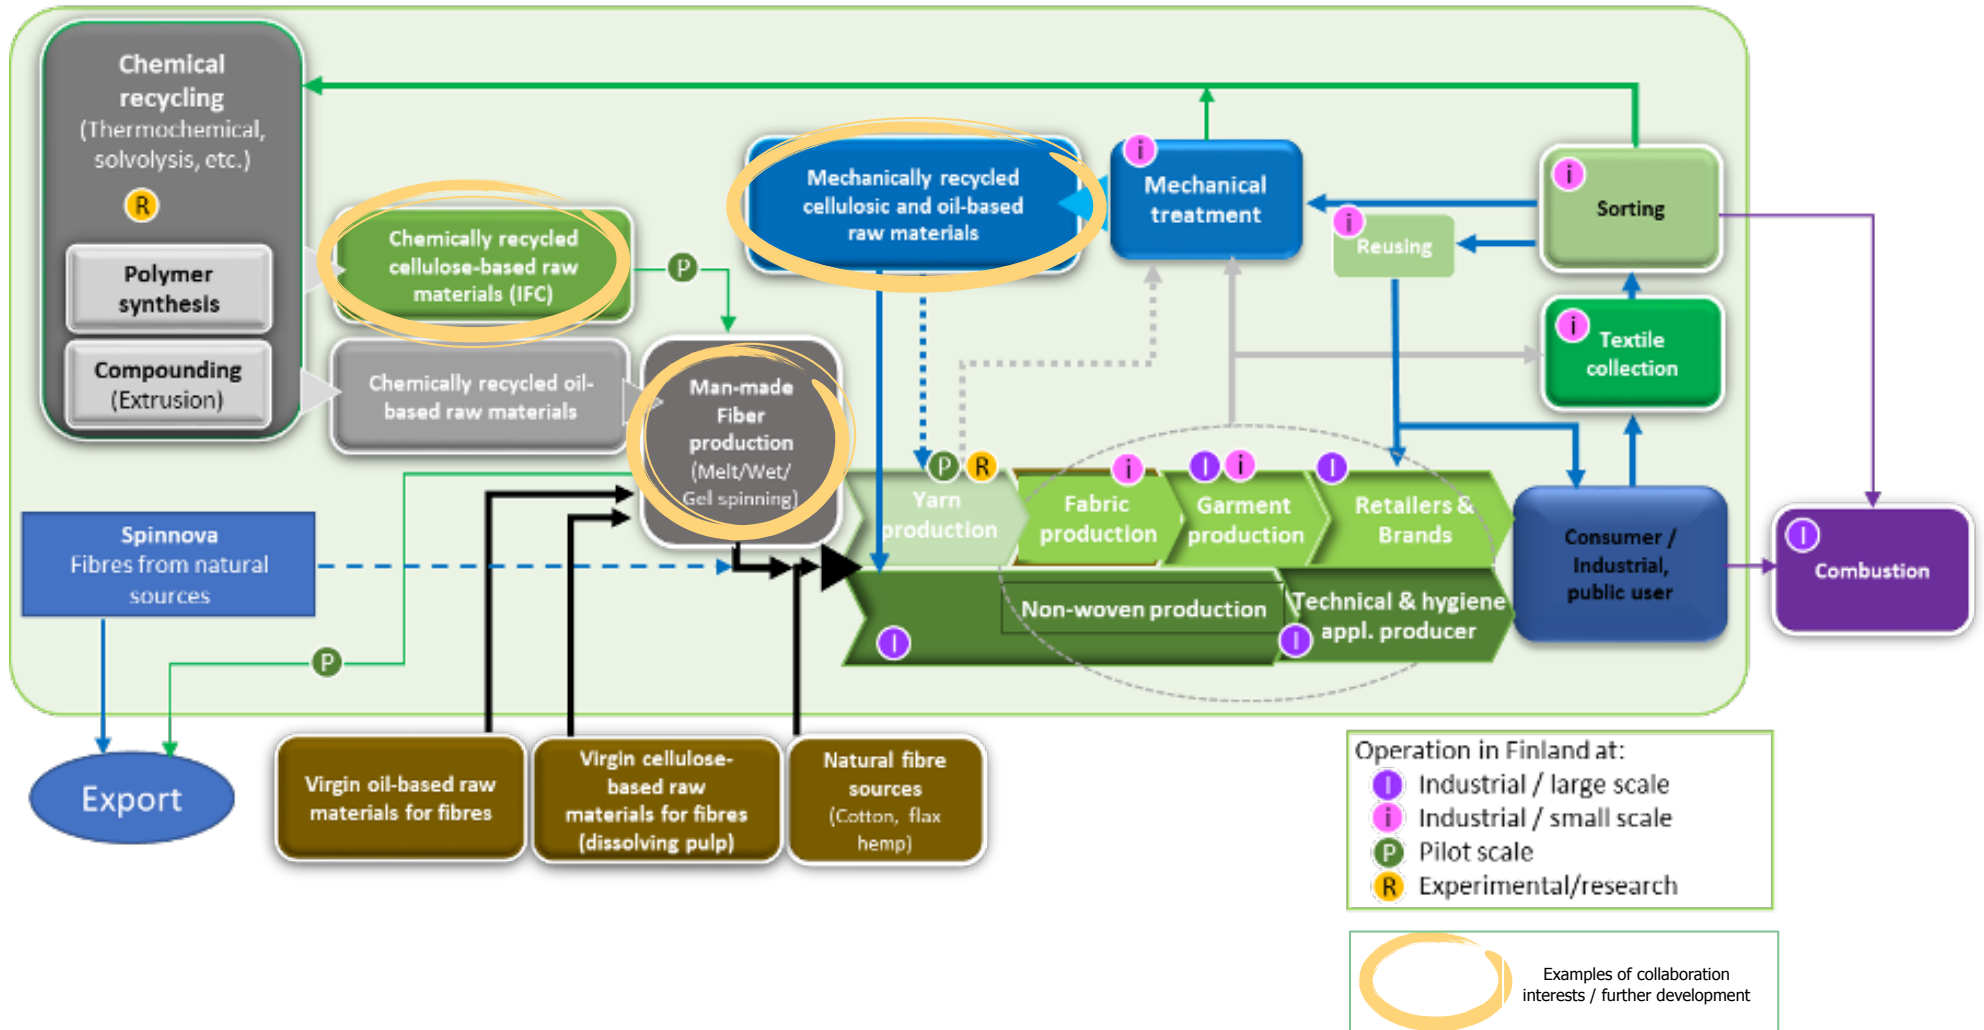 Chemical
recycling
(Thermochemical,
solvolysis, etc.)
R
Polymer
synthesis
Compounding
(Extrusion)
Chemically recycled
cellulose-based raw
materials (IFC)
P
Chemically recycled oil-
based raw materials
Man-made
Fiber
production
(Melt/Wet/
Gel spinning)
Mechanically recycled
cellulosic and oil-based
raw materials
i
Mechanical
treatment
i
Reusing
i
Sorting
i
Textile
collection
P
R
Yarn
production
i
Fabric
production
I
i
Garment
production
I
Retailers &
Brands
Consumer /
Industrial,
public user
I
Combustion
I
Non-woven production
I
Technical & hygiene
appl. producer
Spinnova
Fibres from natural
sources
P
Export
Virgin oil-based raw
materials for fibres
Virgin cellulose-
based raw
materials for fibres
(dissolving pulp)
Natural fibre
sources
(Cotton, flax
hemp)
Operation in Finland at:
I Industrial / large scale
i Industrial / small scale
P Pilot scale
R Experimental/research
Examples of collaboration
interests / further development